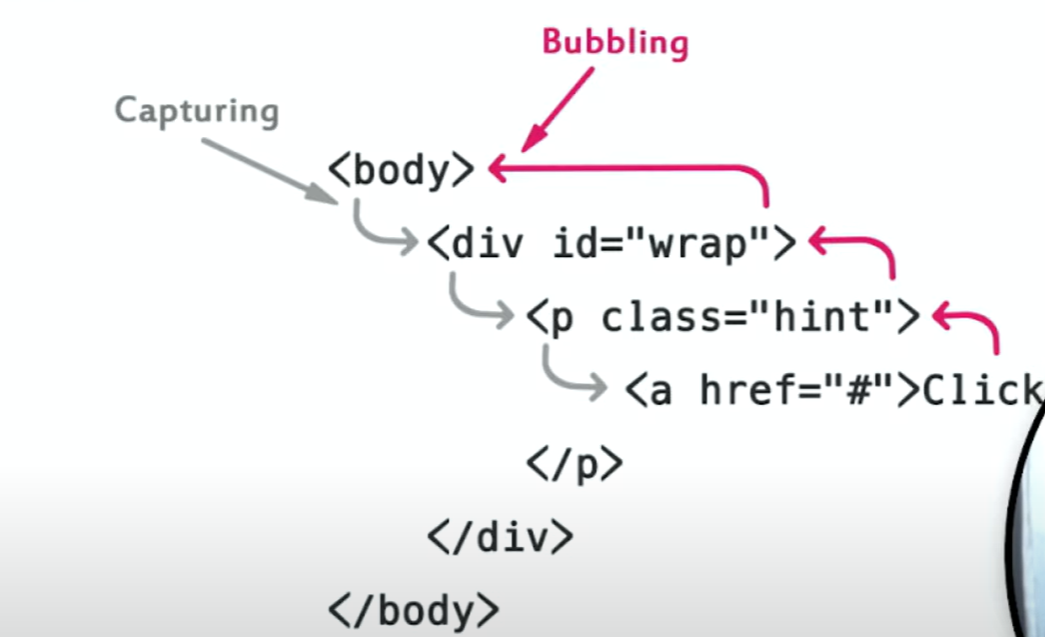 Bubbling
Capturing
<body>
<div id="wrap">
<p class="hint">
<a href="#">Click
</p>
</div>
</body>